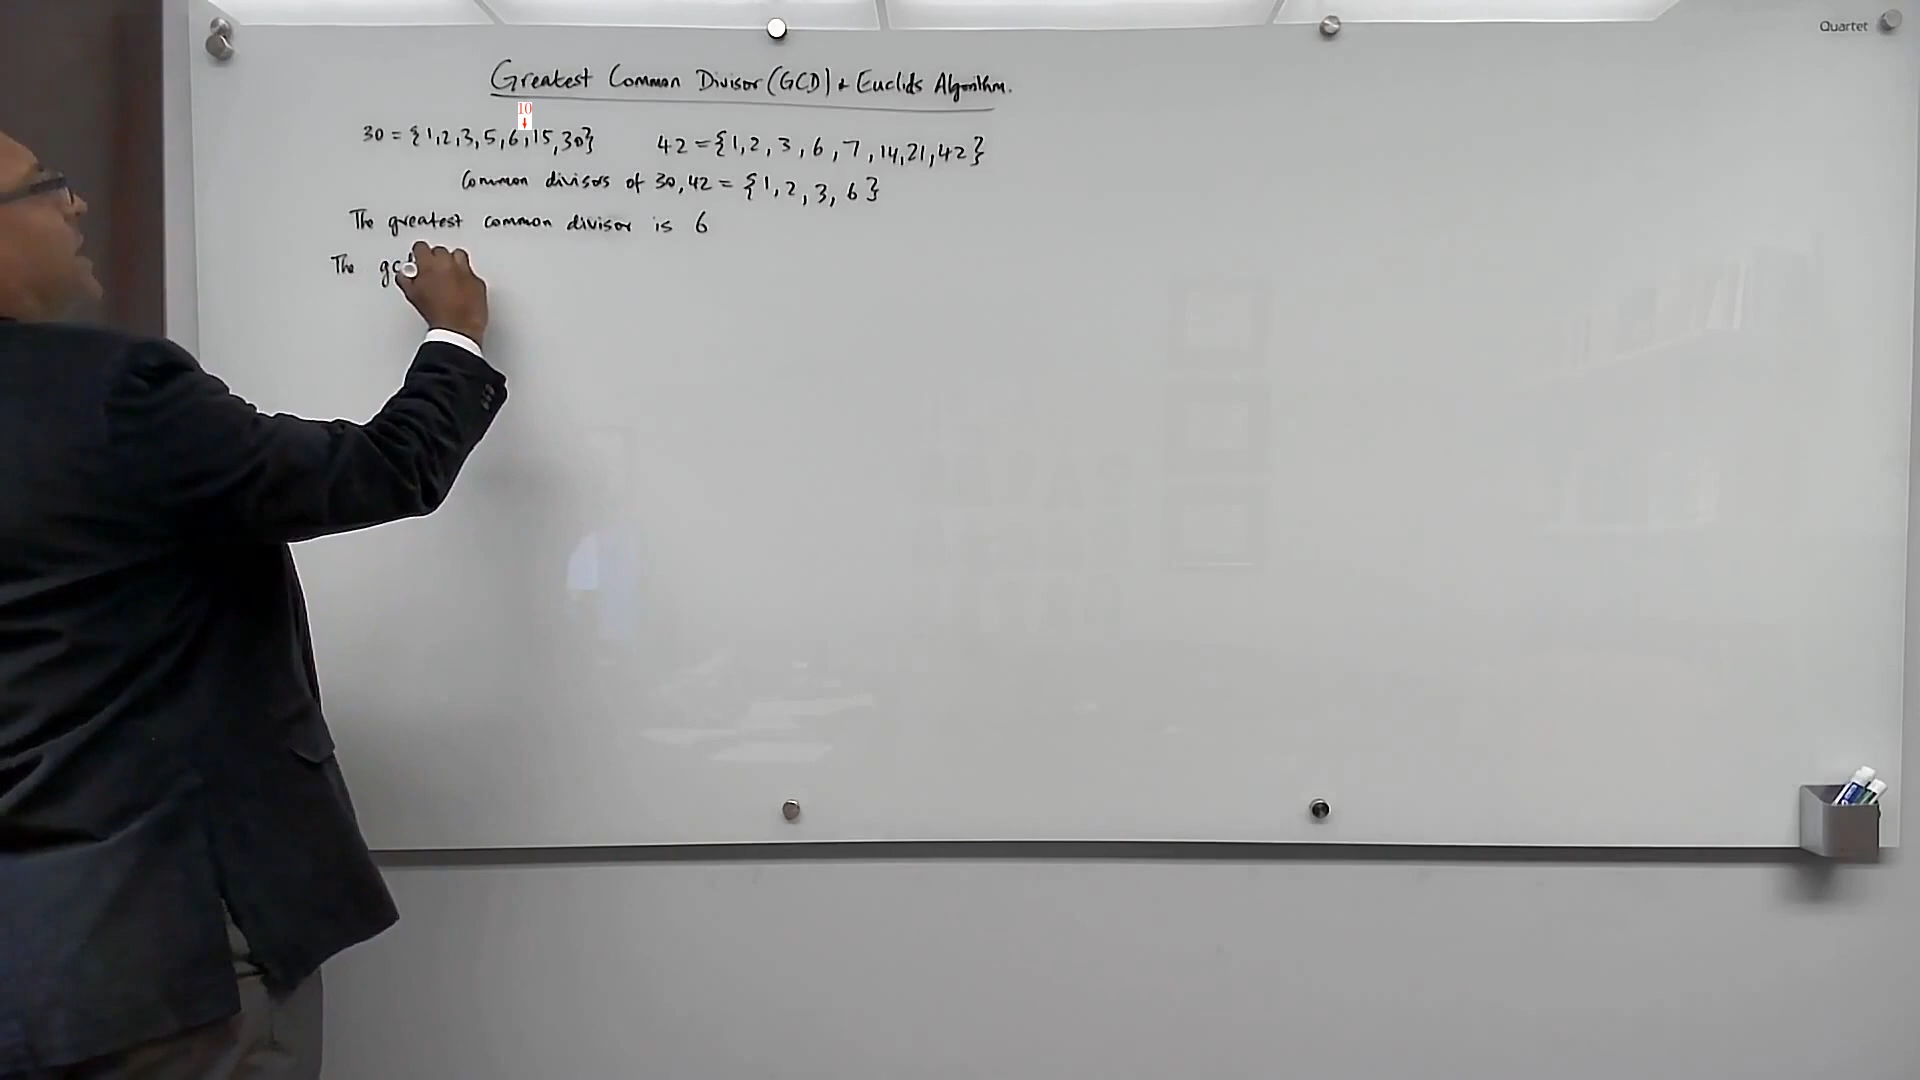 Quartet
Greatest Common Divisor (GCD) & Euclids Algorithm.
10
↓
30 = {1,2,3,5,6,15,30} 42 = {1,2,3,6,7,14,21,42}
Common divisors of 30,42 = {1,2,3,6}
The greatest common divisor is 6
The